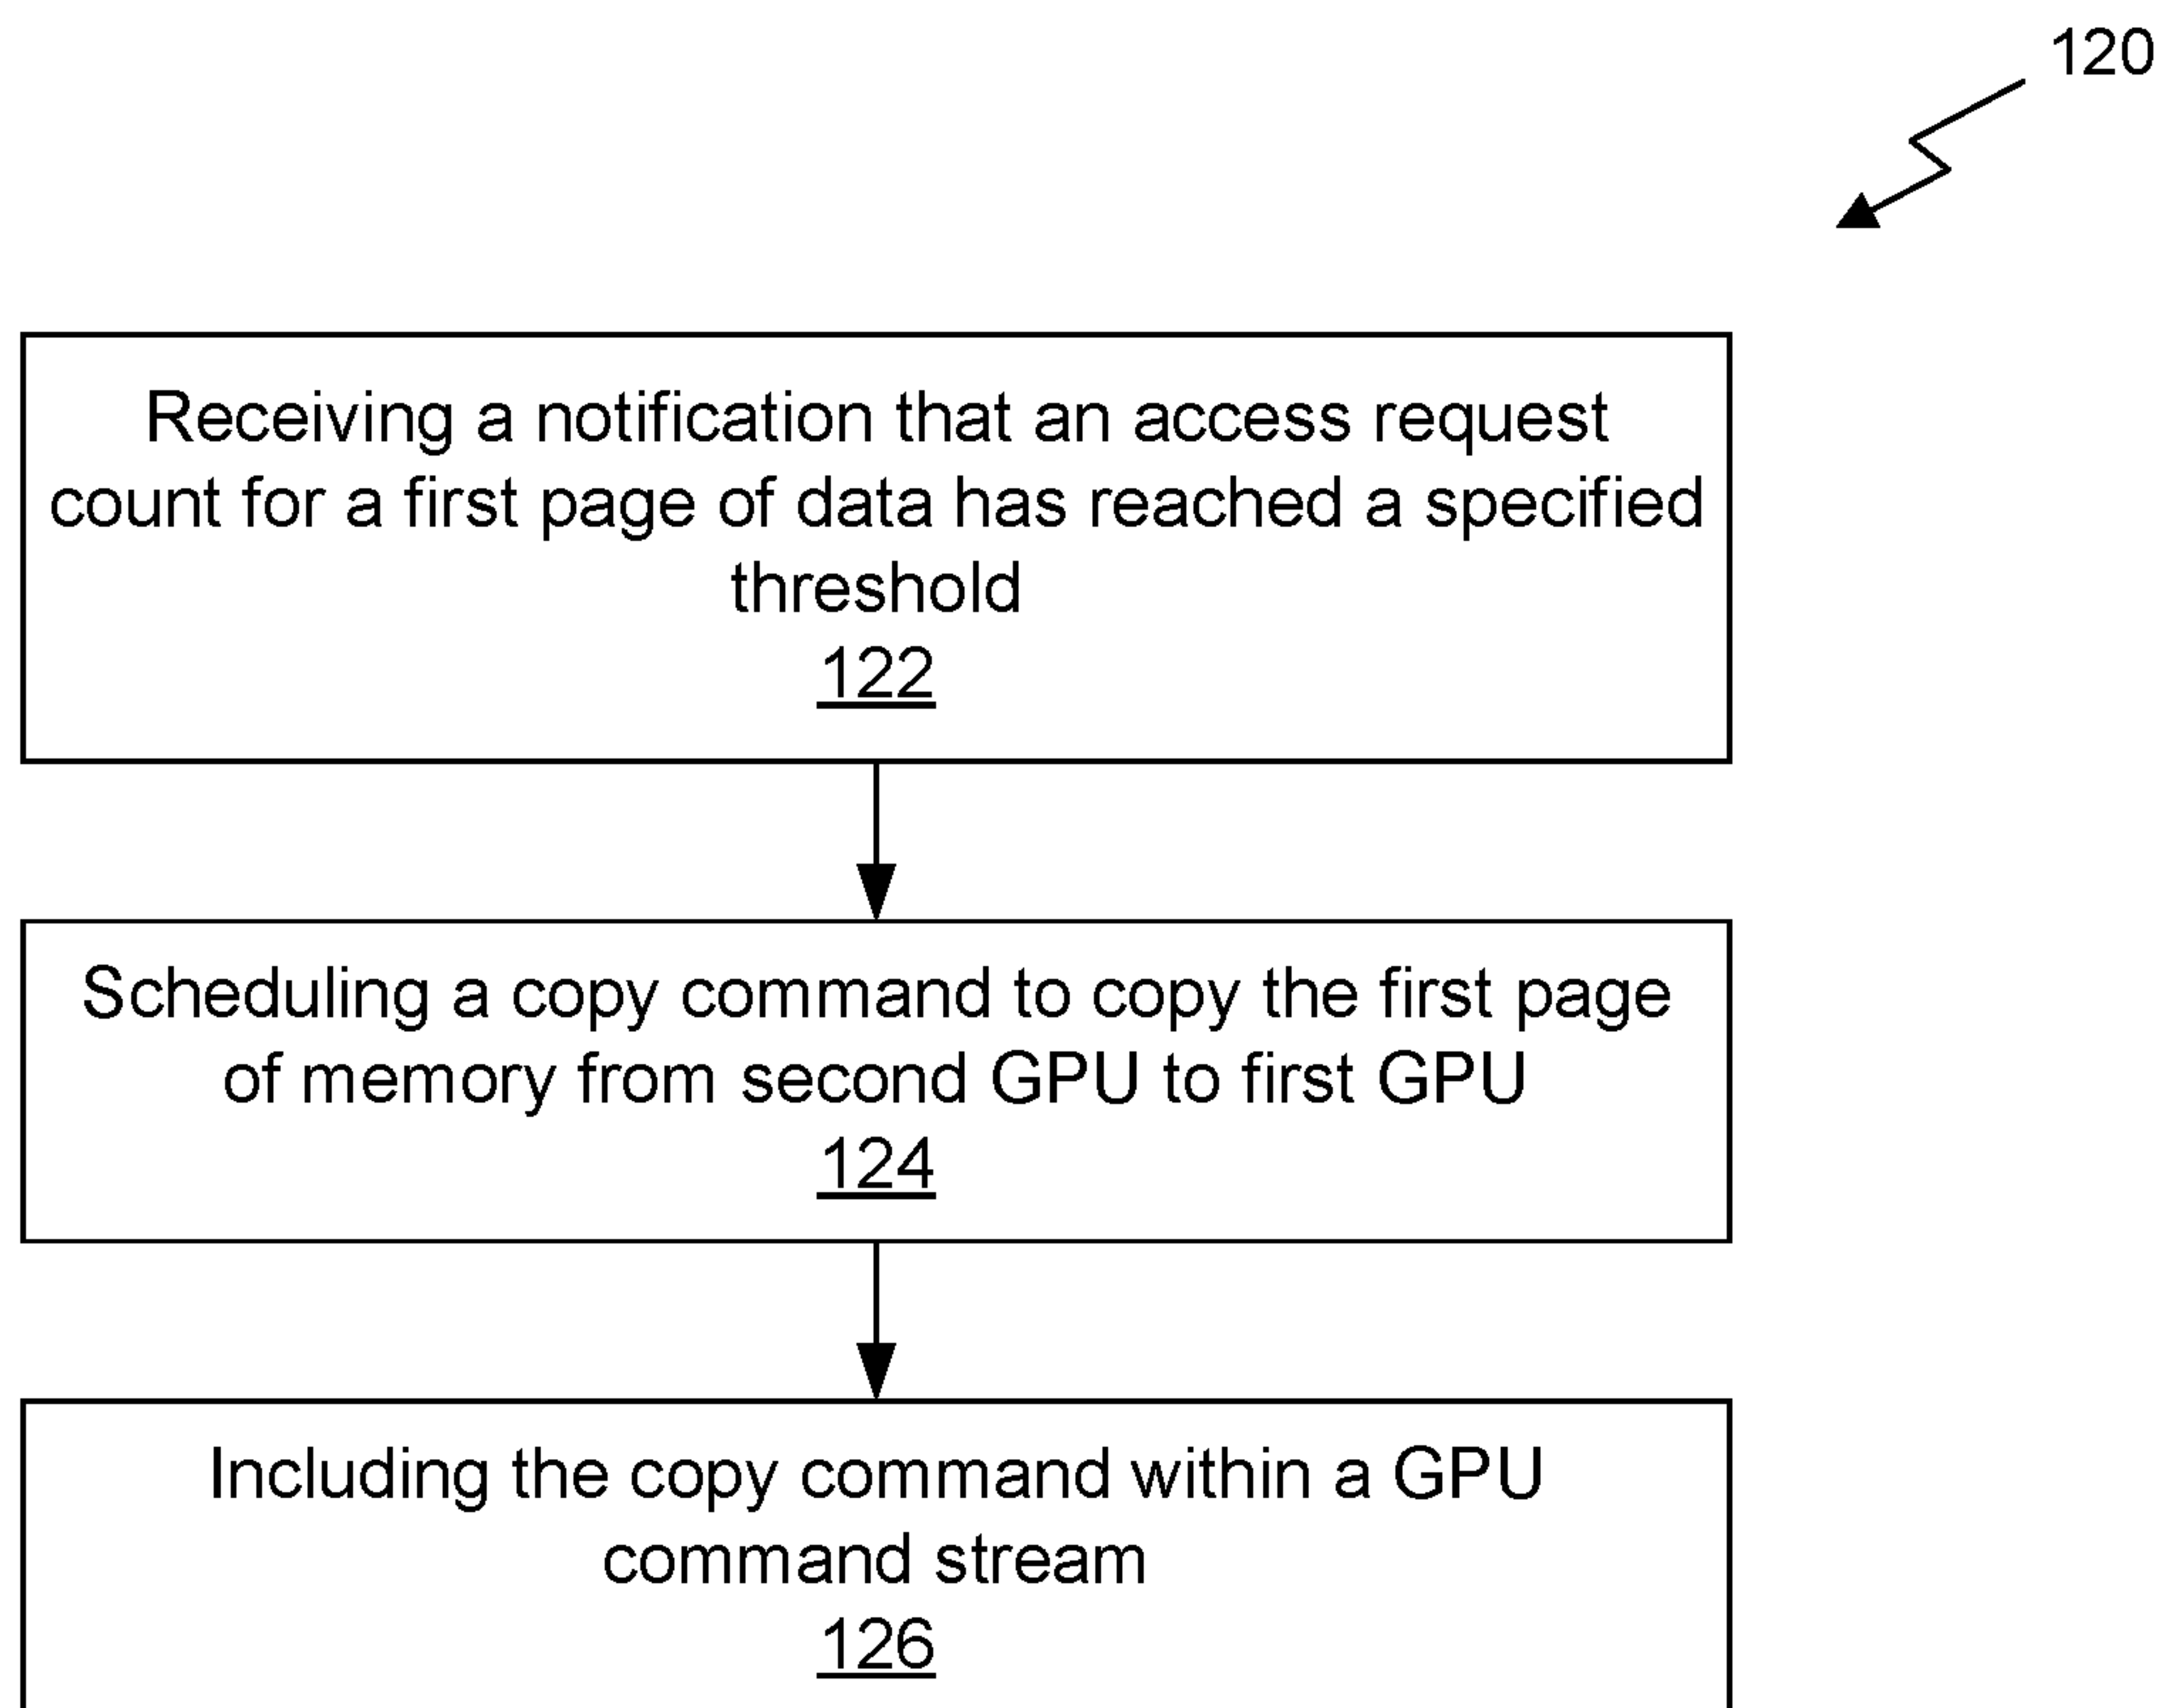 120
Receiving a notification that an access request
count for a first page of data has reached a specified
threshold
122
Scheduling a copy command to copy the first page
of memory from second GPU to first GPU
124
Including the copy command within a GPU
command stream
126